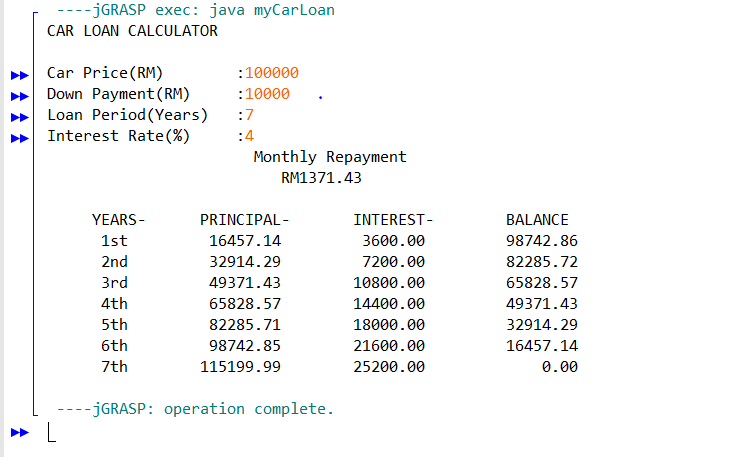 ----jGRASP exec: java myCarLoan
CAR LOAN CALCULATOR
Car Price(RM) :100000
Down Payment(RM) :10000 .
Loan Period(Years) :7
Interest Rate(%) :4
Monthly Repayment
RM1371.43
YEARS- PRINCIPAL- INTEREST- BALANCE
1st 16457.14 3600.00 98742.86
2nd 32914.29 7200.00 82285.72
3rd 49371.43 10800.00 65828.57
4th 65828.57 14400.00 49371.43
5th 82285.71 18000.00 32914.29
6th 98742.85 21600.00 16457.14
7th 115199.99 25200.00 0.00
----jGRASP: operation complete.